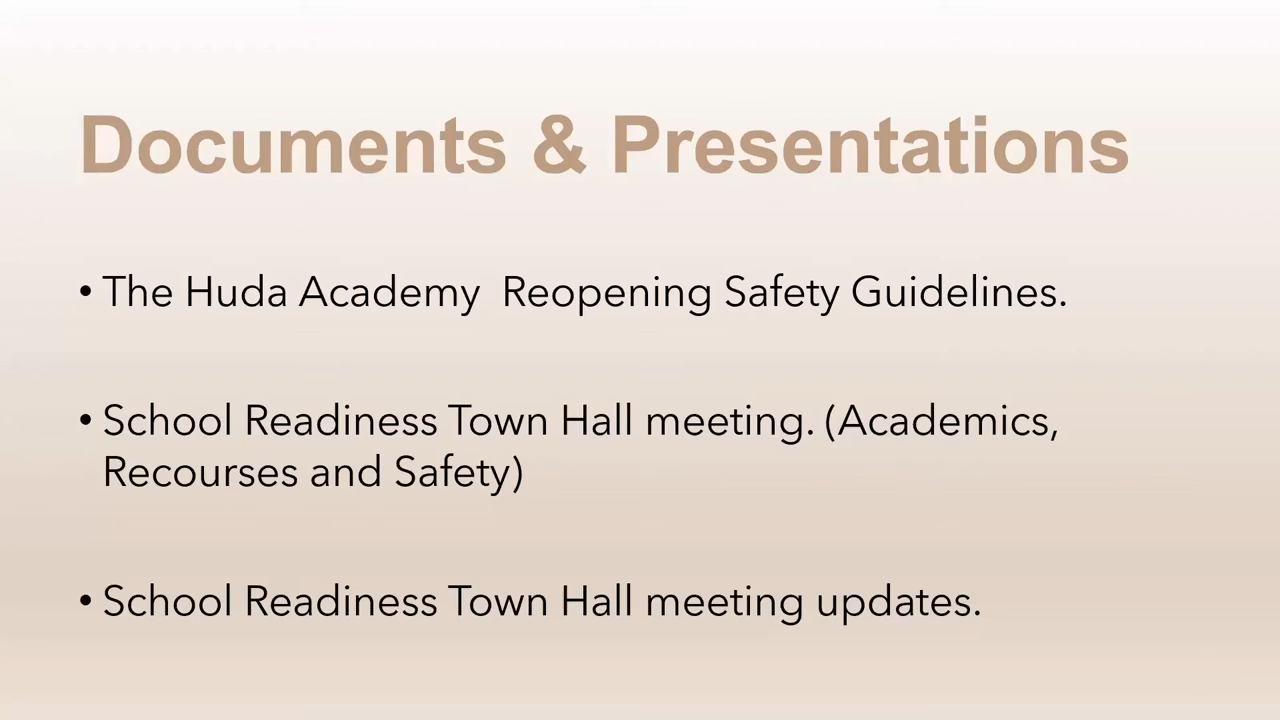 Documents & Presentations
• The Huda Academy  Reopening Safety Guidelines.
• School Readiness Town Hall meeting. (Academics,
Recourses and Safety)
• School Readiness Town Hall meeting updates.